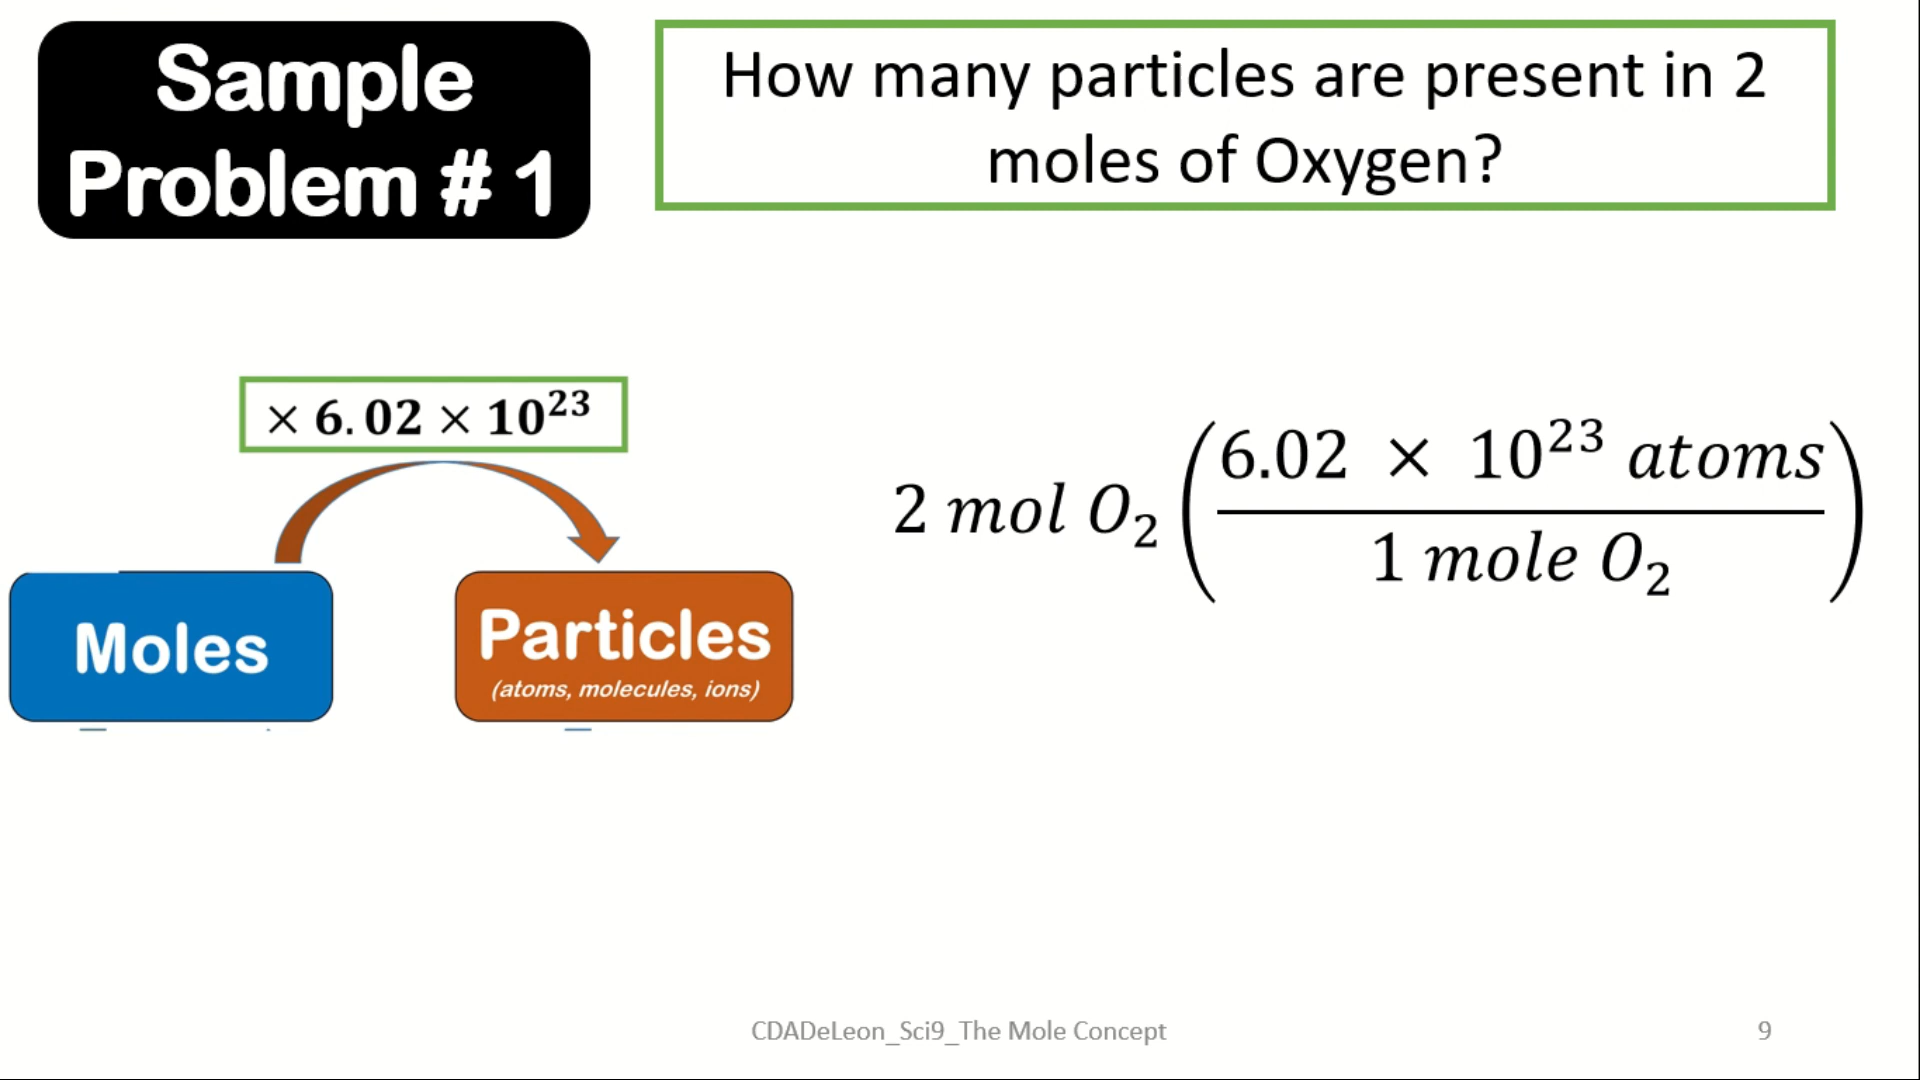 Sample
Problem # 1
How many particles are present in 2
moles of Oxygen?
× 6.02 × 10²³
Moles
Particles
(atoms, molecules, ions)
2 mol O₂ (6.02 × 10²³ atoms
1 mole O₂)
CDADeLeon_Sci9_The Mole Concept
9